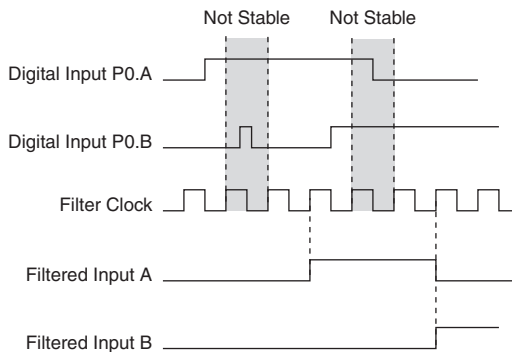 Not Stable Not Stable
Digital Input P0.A
Digital Input P0.B
Filter Clock
Filtered Input A
Filtered Input B